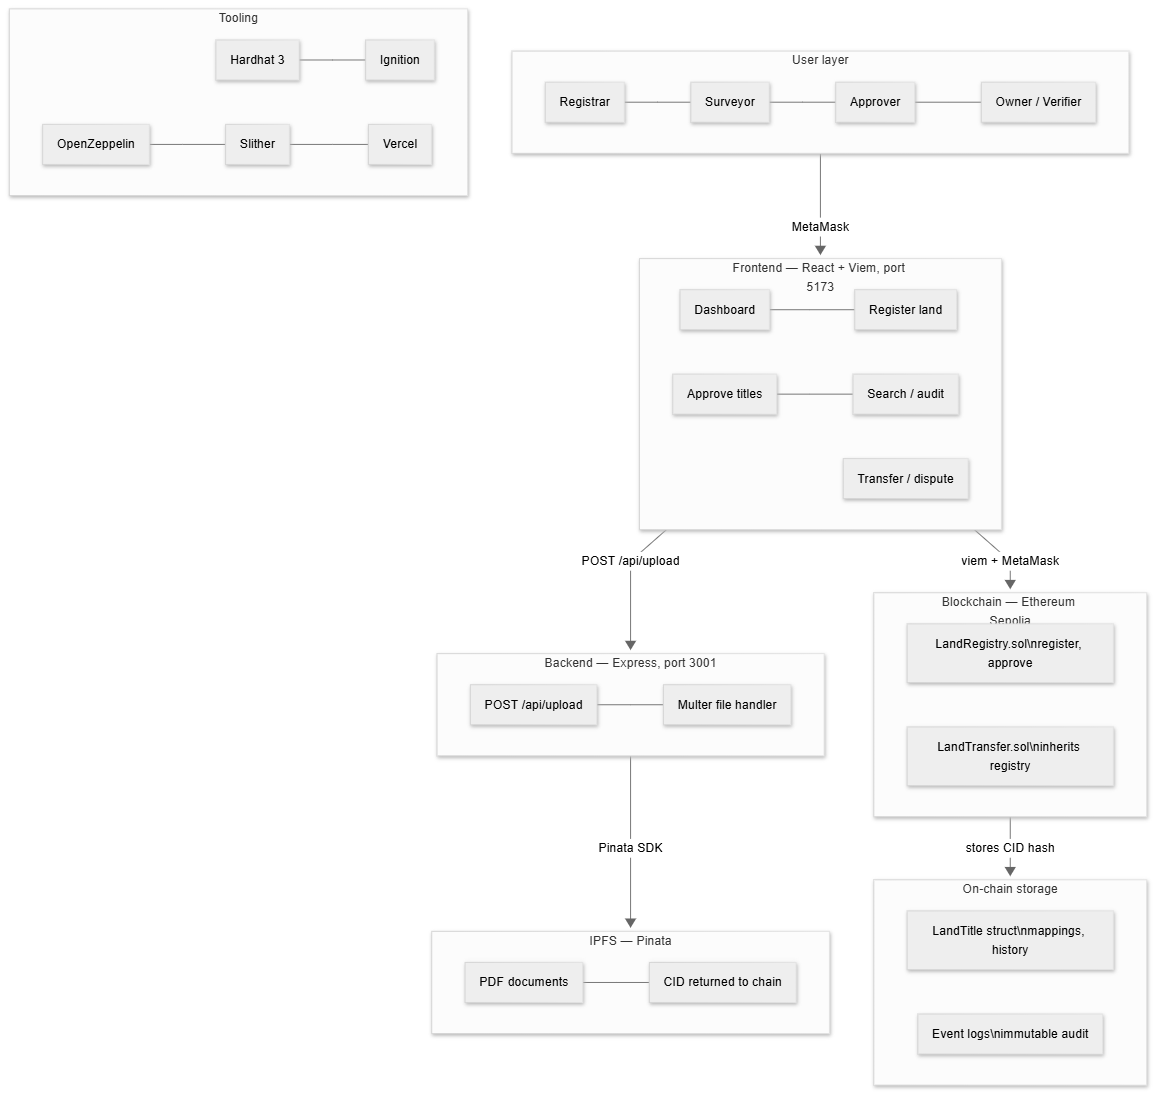 Tooling
Hardhat 3
Ignition
OpenZeppelin
Slither
Vercel
User layer
Registrar
Surveyor
Approver
Owner / Verifier
MetaMask
Frontend — React + Viem, port
5173
Dashboard
Register land
Approve titles
Search / audit
Transfer / dispute
POST /api/upload
viem + MetaMask
Blockchain — Ethereum
Sepolia
LandRegistry.sol\nregister,
approve
LandTransfer.sol\ninherits
registry
Backend — Express, port 3001
POST /api/upload
Multer file handler
Pinata SDK
stores CID hash
On-chain storage
LandTitle struct\nmappings,
history
Event logs\nimmutable audit
IPFS — Pinata
PDF documents
CID returned to chain